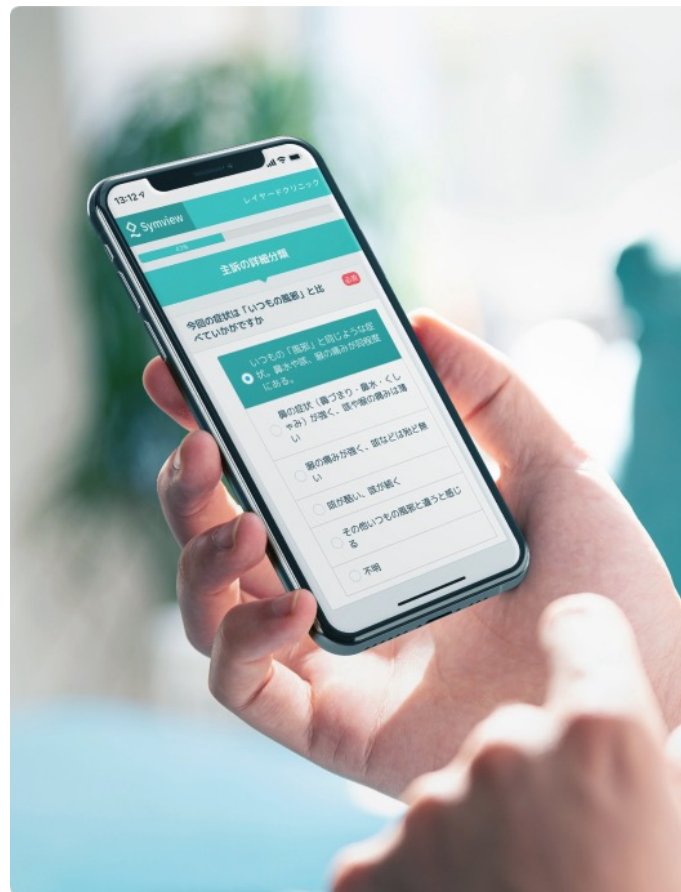 13:12
Symview
レイヤードクリニック
43%
主訴の詳細分類
今回の症状は「いつもの風邪」と比
べていかがですか
必須
いつもの「風邪」と同じような症
状。鼻水や咳、喉の痛みが同程度
にある。
鼻の症状（鼻づまり・鼻水・くし
ゃみ）が強く、咳や喉の痛みは薄
い
喉の痛みが強く、咳などは殆ど無
い
咳が酷い、咳が続く
その他いつもの風邪と違うと感じ
る
不明